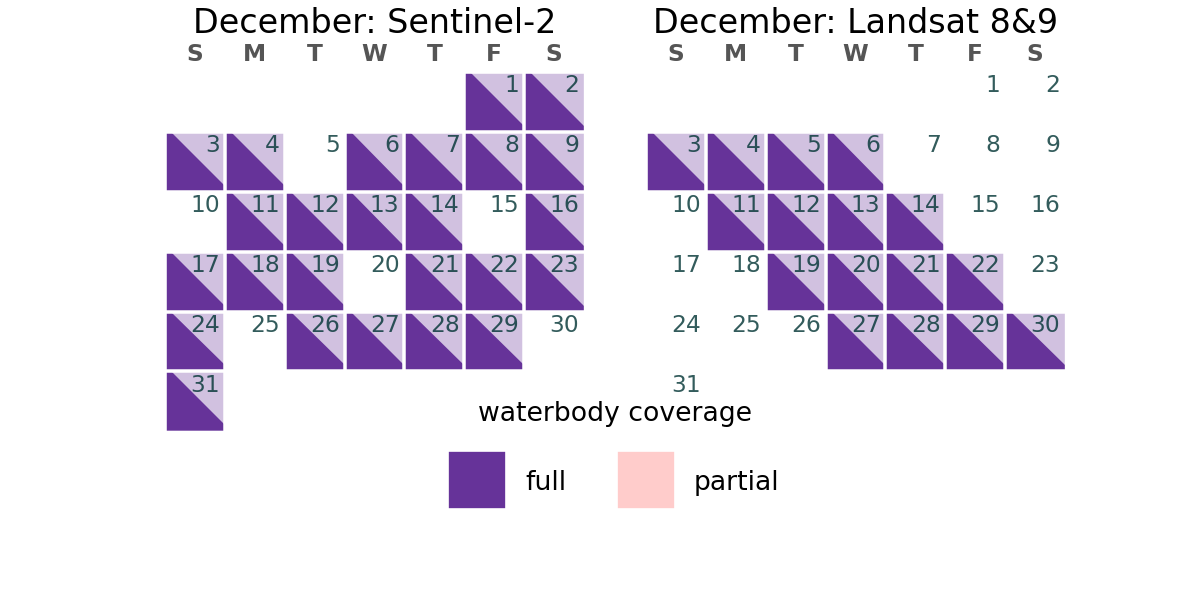 December: Sentinel-2
S M T W T F S
1 2
3 4 5 6 7 8 9
10 11 12 13 14 15 16
17 18 19 20 21 22 23
24 25 26 27 28 29 30
31
December: Landsat 8&9
S M T W T F S
1 2
3 4 5 6 7 8 9
10 11 12 13 14 15 16
17 18 19 20 21 22 23
24 25 26 27 28 29 30
31
waterbody coverage
full partial